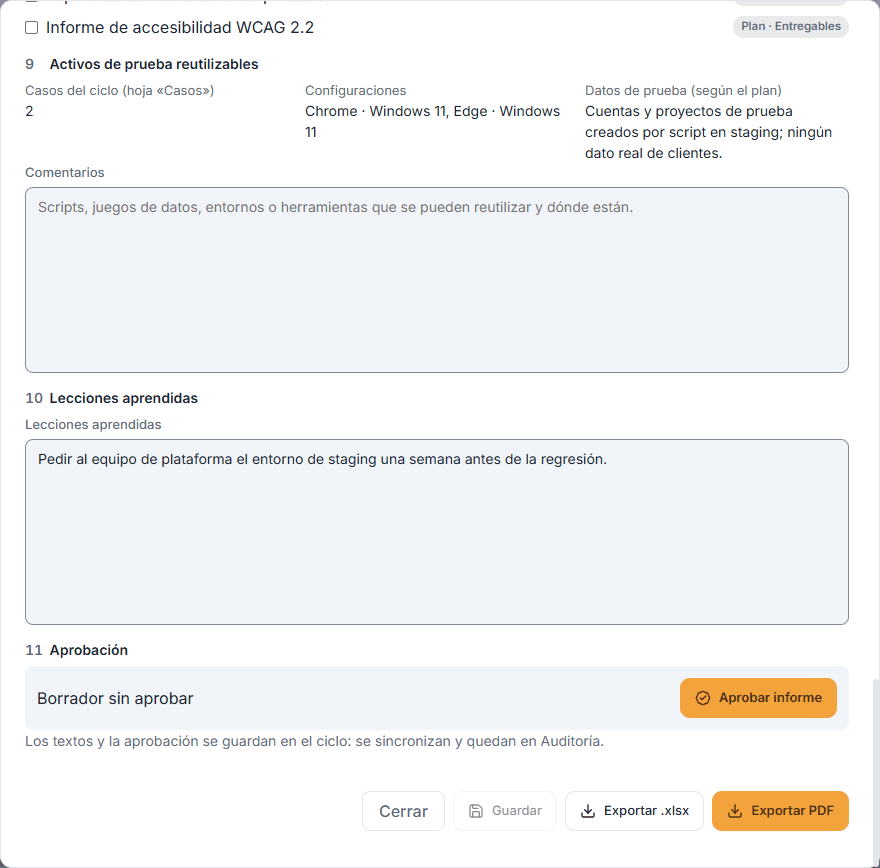 Informe de accesibilidad WCAG 2.2
Plan · Entregables
9 Activos de prueba reutilizables
Casos del ciclo (hoja «Casos»)
2
Configuraciones
Chrome · Windows 11, Edge · Windows
11
Datos de prueba (según el plan)
Cuentas y proyectos de prueba
creados por script en staging; ningún
dato real de clientes.
Comentarios
Scripts, juegos de datos, entornos o herramientas que se pueden reutilizar y dónde están.
10 Lecciones aprendidas
Lecciones aprendidas
Pedir al equipo de plataforma el entorno de staging una semana antes de la regresión.
11 Aprobación
Borrador sin aprobar
Aprobar informe
Los textos y la aprobación se guardan en el ciclo: se sincronizan y quedan en Auditoría.
Cerrar
Guardar
Exportar .xlsx
Exportar PDF